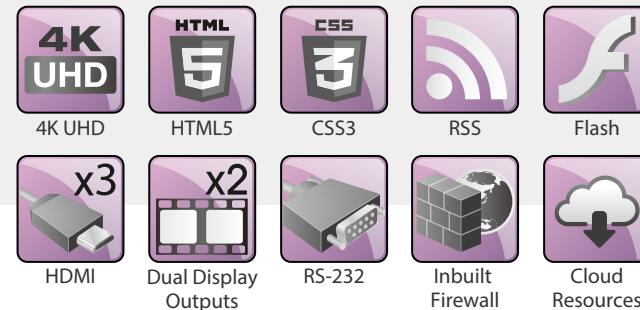 4K
UHD
HTML
5
CSS
3
4K UHD
HTML5
CSS3
RSS
Flash
x3
x2
HDMI
Dual Display
Outputs
RS-232
Inbuilt
Firewall
Cloud
Resources